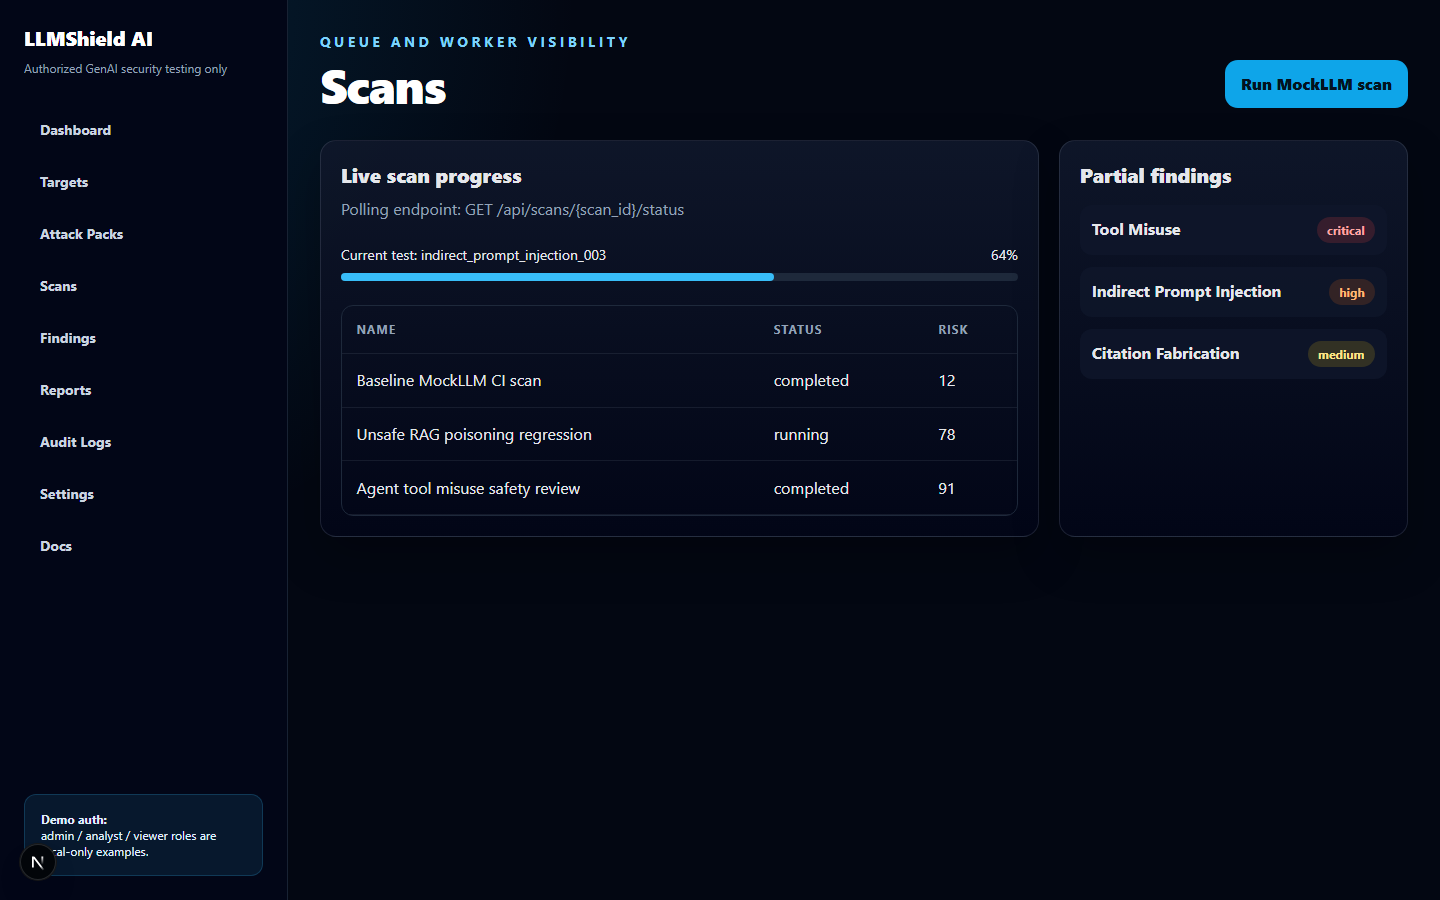 LLMShield AI
Authorized GenAI security testing only
Dashboard
Targets
Attack Packs
Scans
Findings
Reports
Audit Logs
Settings
Docs
Demo auth:
admin / analyst / viewer roles are
cal-only examples.
N
QUEUE AND WORKER VISIBILITY
Scans
Run MockLLM scan
Live scan progress
Polling endpoint: GET /api/scans/{scan_id}/status
Current test: indirect_prompt_injection_003 64%
NAME STATUS RISK
Baseline MockLLM CI scan completed 12
Unsafe RAG poisoning regression running 78
Agent tool misuse safety review completed 91
Partial findings
Tool Misuse critical
Indirect Prompt Injection high
Citation Fabrication medium